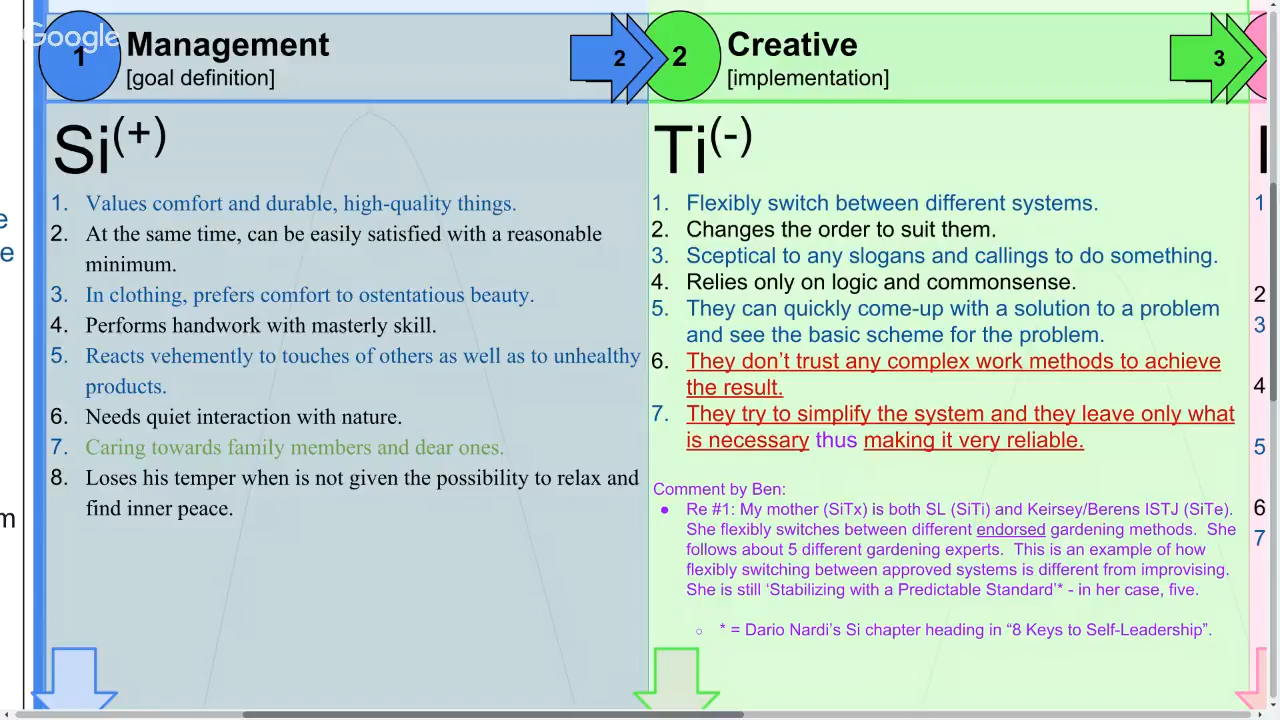 Google
1
Management
[goal definition]
2
2
Creative
[implementation]
3
Si(+)
1. Values comfort and durable, high-quality things.
2. At the same time, can be easily satisfied with a reasonable
minimum.
3. In clothing, prefers comfort to ostentatious beauty.
4. Performs handwork with masterly skill.
5. Reacts vehemently to touches of others as well as to unhealthy
products.
6. Needs quiet interaction with nature.
7. Caring towards family members and dear ones.
8. Loses his temper when is not given the possibility to relax and
find inner peace.
Ti(-)
1. Flexibly switch between different systems.
2. Changes the order to suit them.
3. Sceptical to any slogans and callings to do something.
4. Relies only on logic and commonsense.
5. They can quickly come-up with a solution to a problem
and see the basic scheme for the problem.
6. They don't trust any complex work methods to achieve
the result.
7. They try to simplify the system and they leave only what
is necessary thus making it very reliable.
Comment by Ben:
● Re #1: My mother (SiTx) is both SL (SiTi) and Keirsey/Berens ISTJ (SiTe).
She flexibly switches between different endorsed gardening methods. She
follows about 5 different gardening experts. This is an example of how
flexibly switching between approved systems is different from improvising.
She is still ‘Stabilizing with a Predictable Standard’* - in her case, five.
○ * = Dario Nardi’s Si chapter heading in “8 Keys to Self-Leadership”.
e
e
m
1
2
3
4
5
6
7